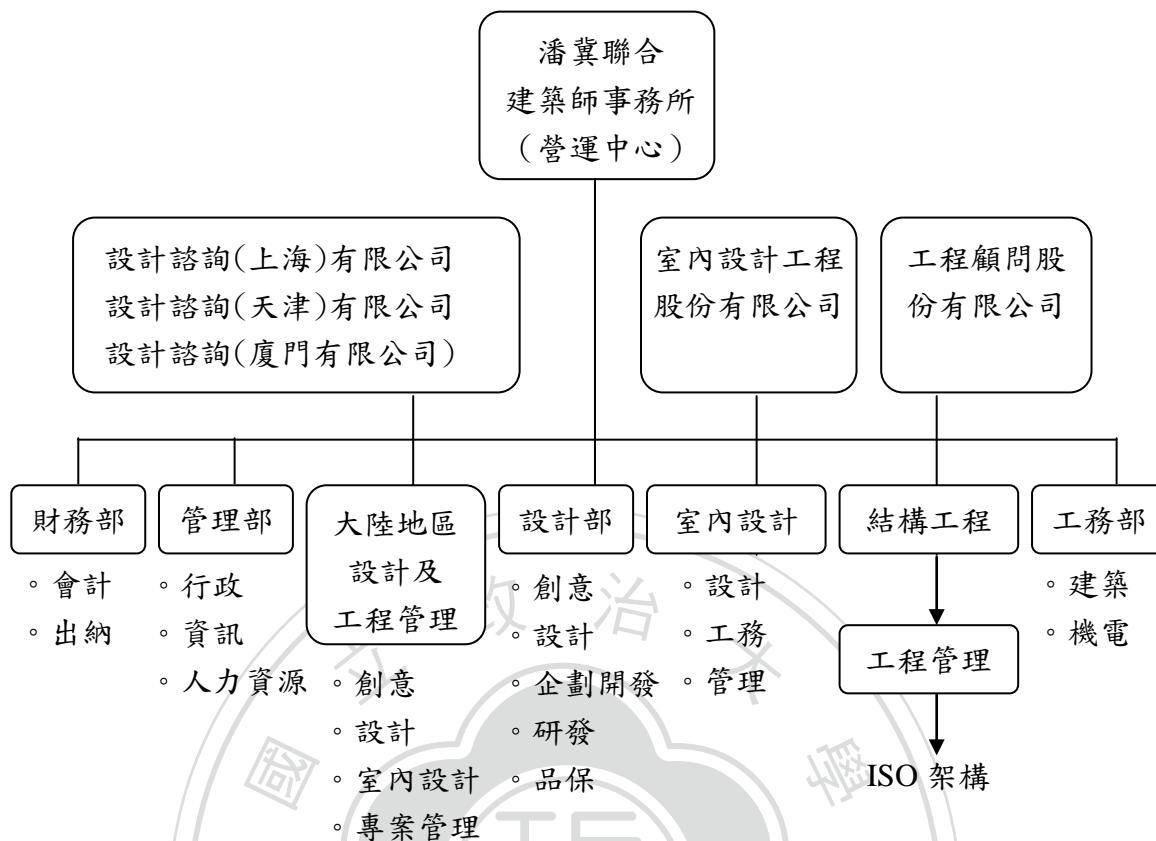 潘冀聯合
建築師事務所
（營運中心）
設計諮詢(上海)有限公司
設計諮詢(天津)有限公司
設計諮詢(廈門有限公司)
室內設計工程
股份有限公司
工程顧問股
份有限公司
財務部
。會計
。出納
管理部
。行政
。資訊
。人力資源
大陸地區
設計及
工程管理
。創意
。設計
。室內設計
。專案管理
設計部
。創意
。設計
。企劃開發
。研發
。品保
室內設計
。設計
。工務
。管理
結構工程
工程管理
ISO 架構
工務部
。建築
。機電
國立政治大學